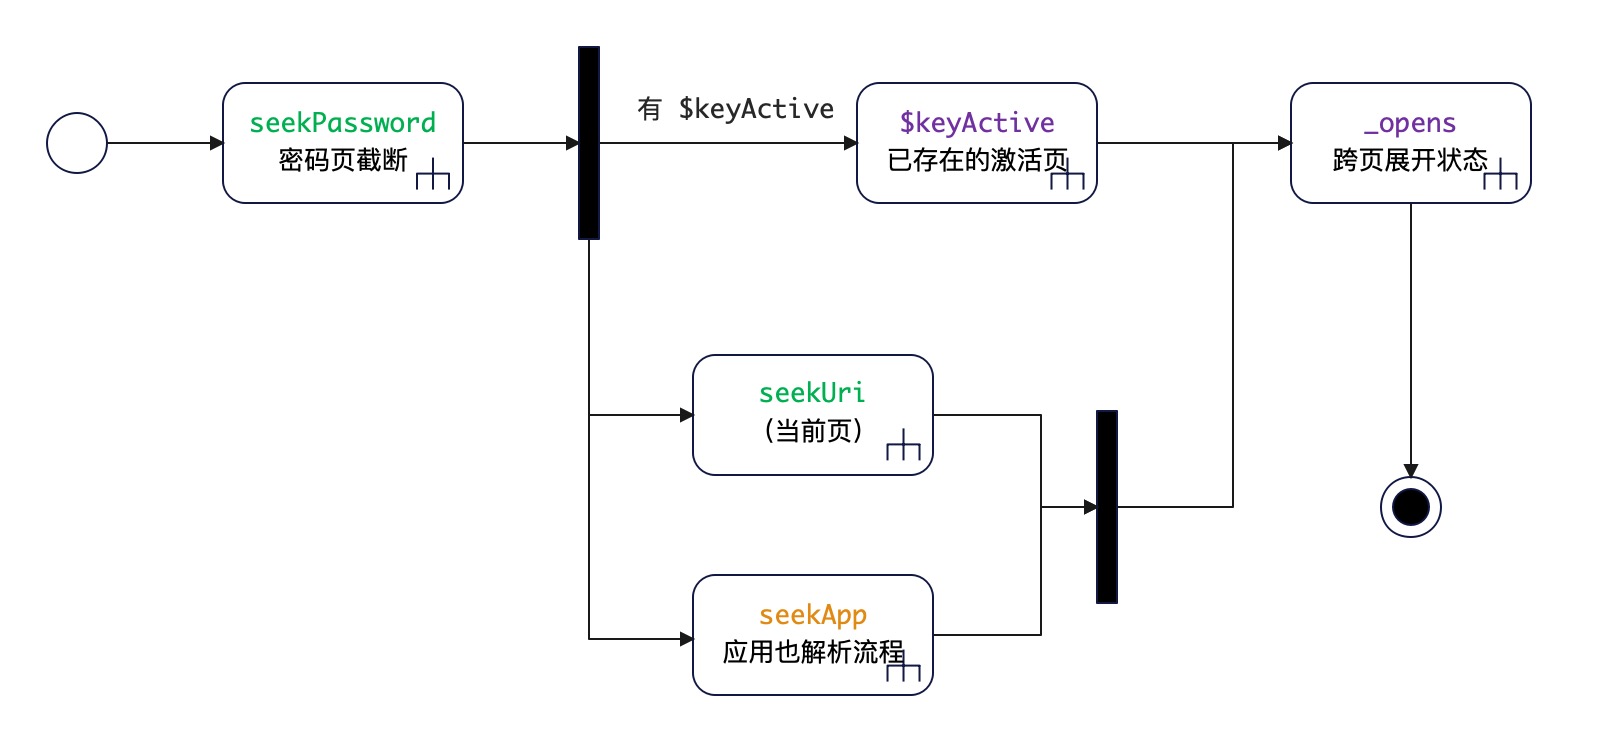 seekPassword
密码页截断
有 $keyActive
$keyActive
已存在的激活页
_opens
跨页展开状态
seekUri
(当前页)
seekApp
应用也解析流程